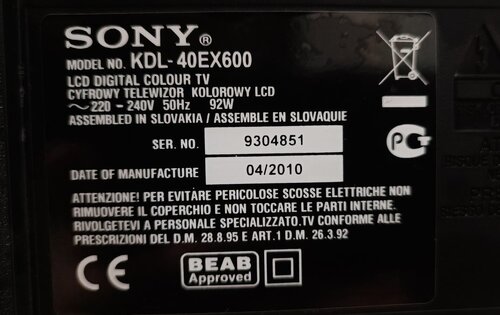 SONY®
MODEL NO. KDL-40EX600
LCD DIGITAL COLOUR TV
CYFROWY TELEWIZOR KOLOROWY LCD
~ 220 - 240V 50Hz 92W
ASSEMBLED IN SLOVAKIA / ASSEMBLE EN SLOVAQUIE
SER. NO. 9304851
DATE OF MANUFACTURE 04/2010
ATTENZIONE! PER EVITARE PERICOLOSE SCOSSE ELETTRICHE NON
RIMUOVERE IL COPERCHIO E NON TOCCARE LE PARTI INTERNE.
RIVOLGETEVI A PERSONALE SPECIALIZZATO.TV CONFORME ALLE
PRESCRIZIONI DEL D.M. 28.8.95 E ART.1 D.M. 26.3.92
CE
BEAB
Approved